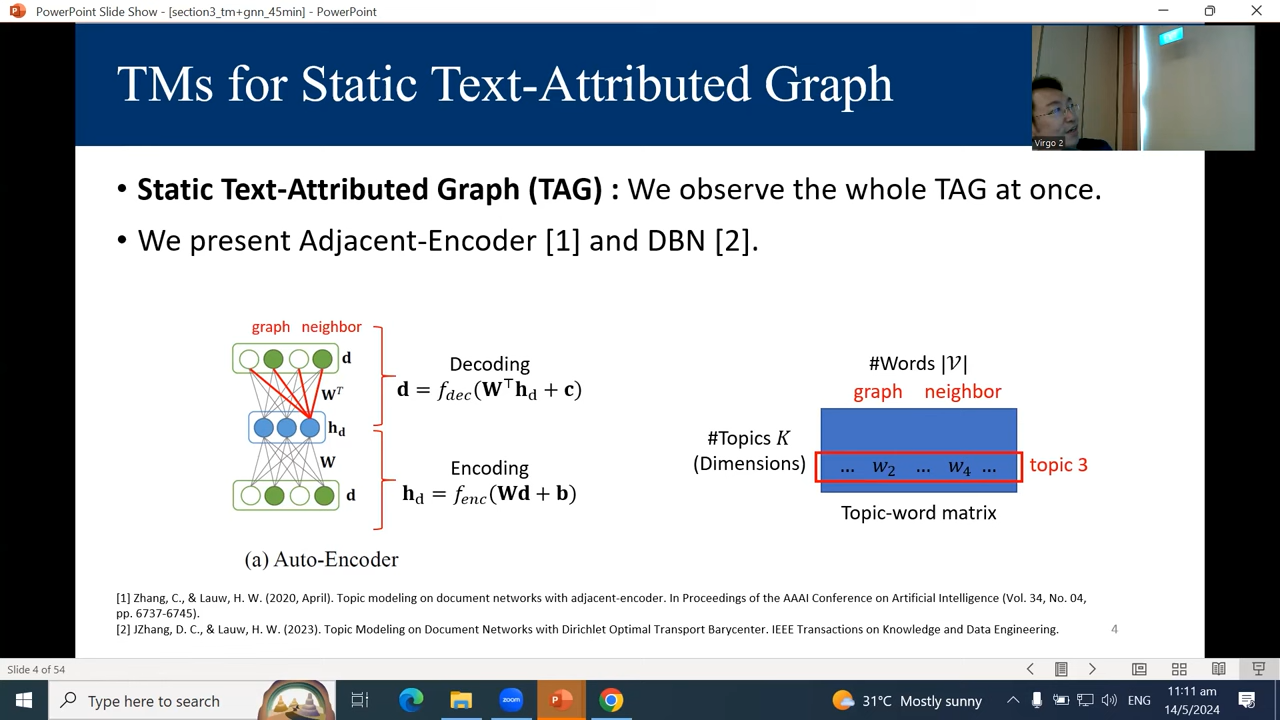 PowerPoint Slide Show - [section3_tm+gnn_45min] - PowerPoint
TMs for Static Text-Attributed Graph
Virgo 2
• Static Text-Attributed Graph (TAG) : We observe the whole TAG at once.
• We present Adjacent-Encoder [1] and DBN [2].
graph neighbor
d
Wᵀ
h_d
W
d
Decoding
d = f_dec(W^⊤h_d + c)
Encoding
h_d = f_enc(Wd + b)
(a) Auto-Encoder
#Words |𝒱|
graph neighbor
#Topics K
(Dimensions)
... w₂ ... w₄ ...
topic 3
Topic-word matrix
[1] Zhang, C., & Lauw, H. W. (2020, April). Topic modeling on document networks with adjacent-encoder. In Proceedings of the AAAI Conference on Artificial Intelligence (Vol. 34, No. 04,
pp. 6737-6745).
[2] JZhang, D. C., & Lauw, H. W. (2023). Topic Modeling on Document Networks with Dirichlet Optimal Transport Barycenter. IEEE Transactions on Knowledge and Data Engineering.
4
Slide 4 of 54
Type here to search
zoom
31°C Mostly sunny
ENG
11:11 am
14/5/2024